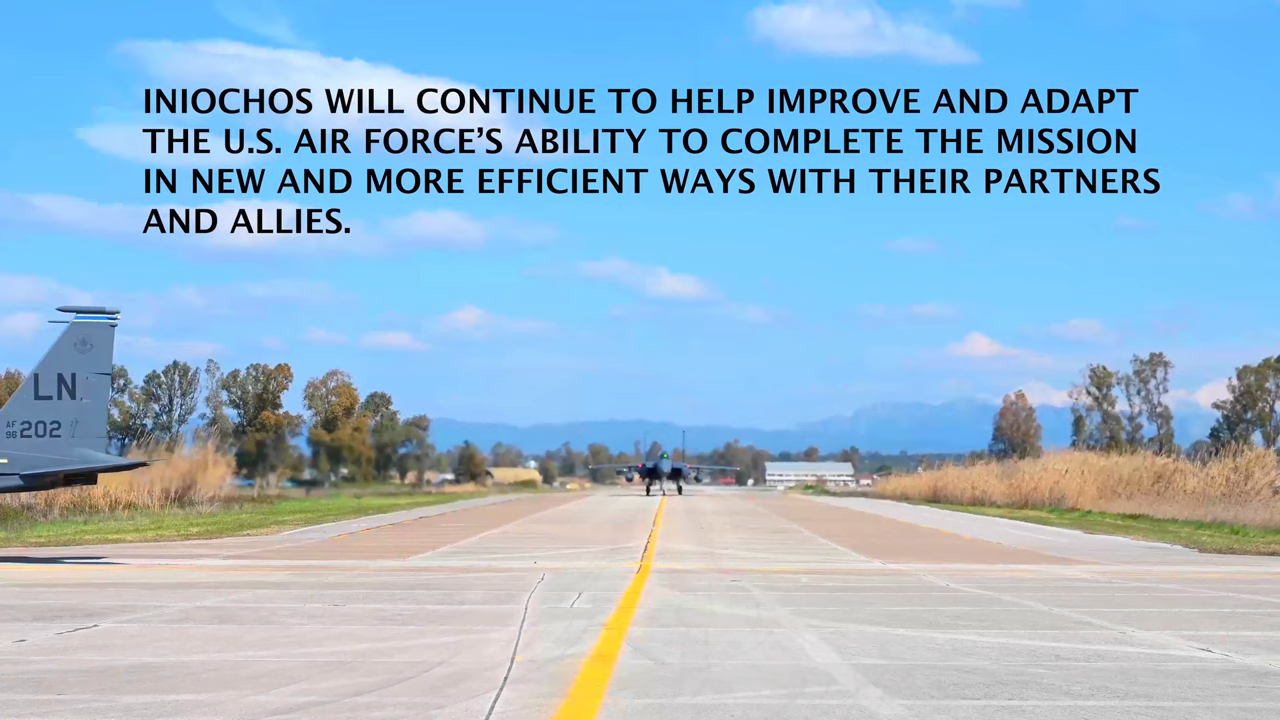 INIOCHOS WILL CONTINUE TO HELP IMPROVE AND ADAPT
THE U.S. AIR FORCE’S ABILITY TO COMPLETE THE MISSION
IN NEW AND MORE EFFICIENT WAYS WITH THEIR PARTNERS
AND ALLIES.
LN
AF
96 202